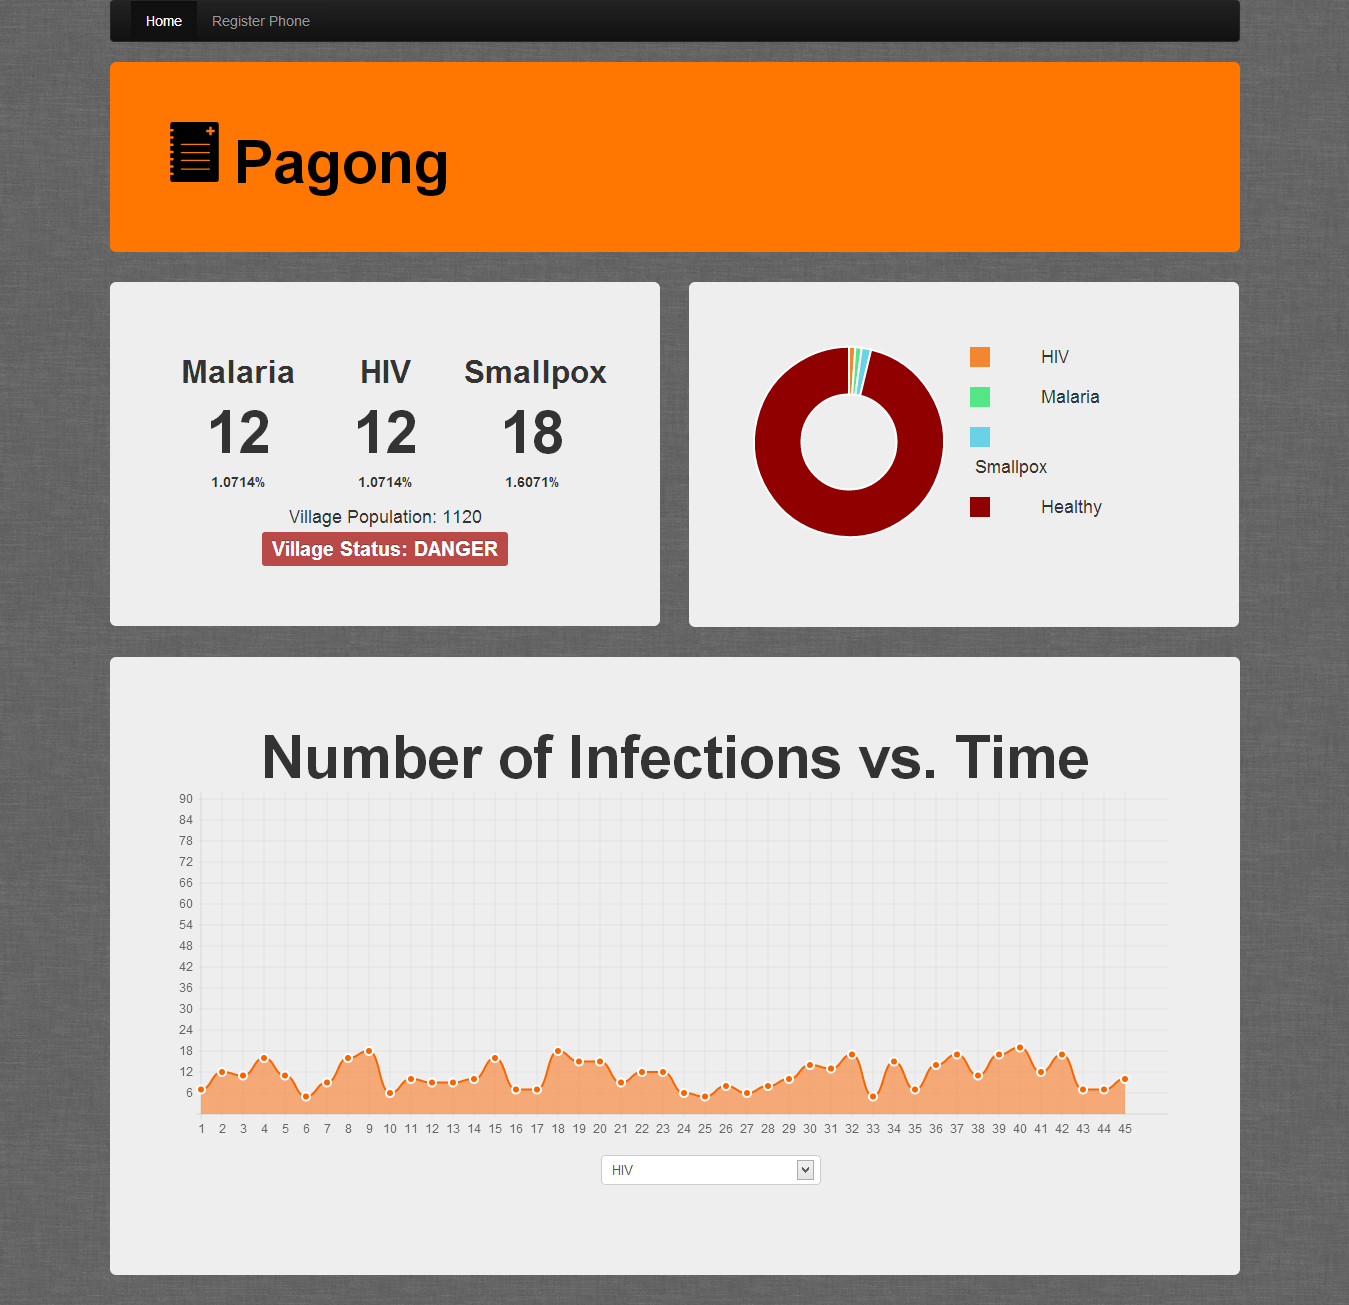 Home Register Phone
Pagong
Malaria HIV Smallpox
12 12 18
1.0714% 1.0714% 1.6071%
Village Population: 1120
Village Status: DANGER
HIV
Malaria
Smallpox
Healthy
Number of Infections vs. Time
90
84
78
72
66
60
54
48
42
36
30
24
18
12
6
1 2 3 4 5 6 7 8 9 10 11 12 13 14 15 16 17 18 19 20 21 22 23 24 25 26 27 28 29 30 31 32 33 34 35 36 37 38 39 40 41 42 43 44 45
HIV